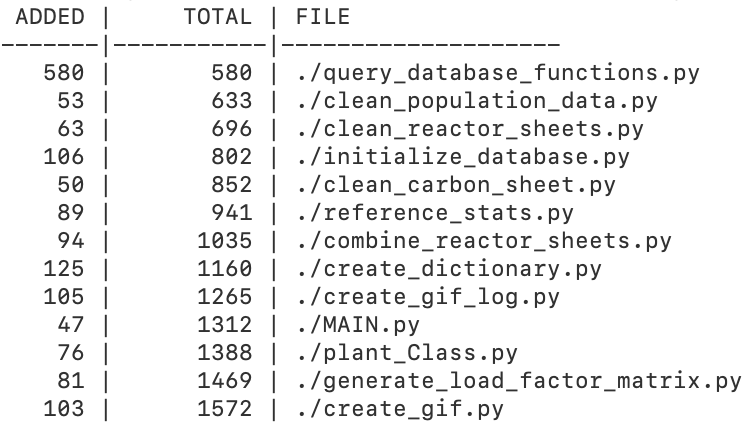 ADDED |      TOTAL | FILE
-------|-----------|--------------------
   580 |       580 | ./query_database_functions.py
    53 |       633 | ./clean_population_data.py
    63 |       696 | ./clean_reactor_sheets.py
   106 |       802 | ./initialize_database.py
    50 |       852 | ./clean_carbon_sheet.py
    89 |       941 | ./reference_stats.py
    94 |      1035 | ./combine_reactor_sheets.py
   125 |      1160 | ./create_dictionary.py
   105 |      1265 | ./create_gif_log.py
    47 |      1312 | ./MAIN.py
    76 |      1388 | ./plant_Class.py
    81 |      1469 | ./generate_load_factor_matrix.py
   103 |      1572 | ./create_gif.py